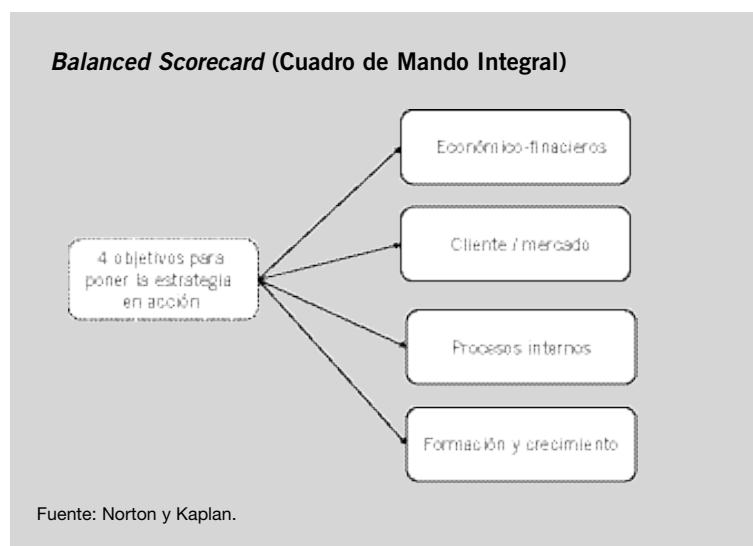 Balanced Scorecard (Cuadro de Mando Integral)
Económico-finacieros
4 objetivos para
poner la estrategia
en acción
Cliente / mercado
Procesos internos
Formación y crecimiento
Fuente: Norton y Kaplan.